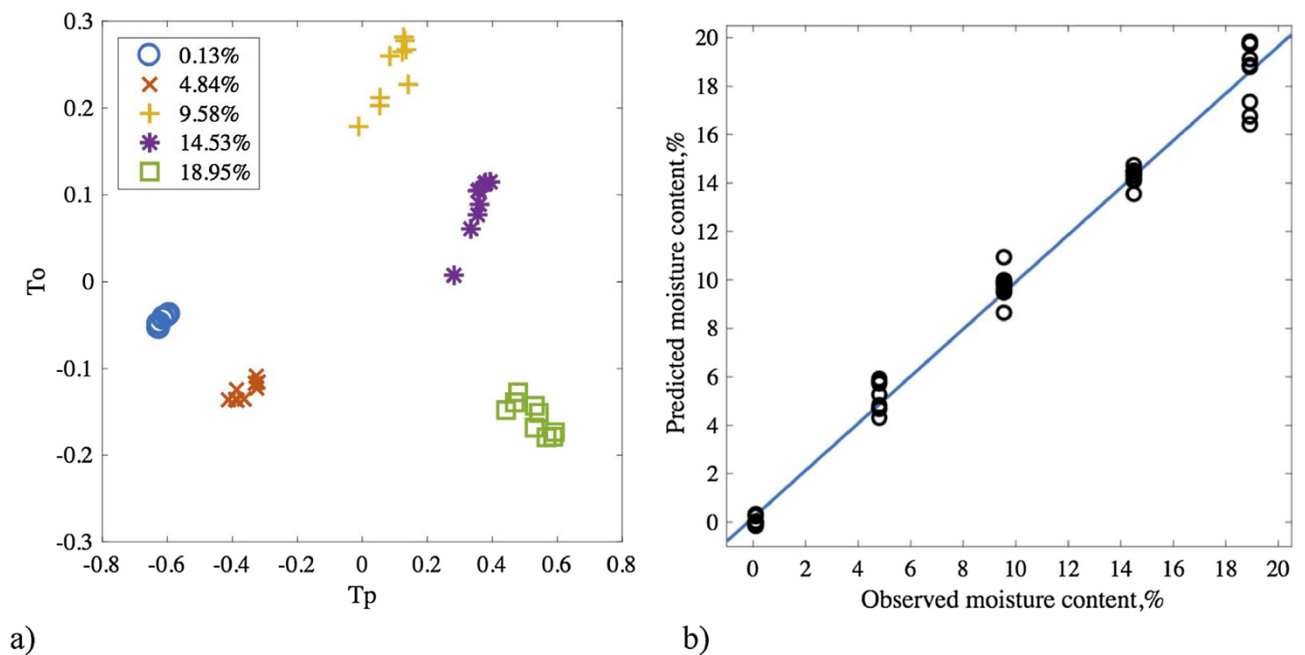 0.3
0.2
0.1
0
-0.1
-0.2
-0.3
To
0.13%
4.84%
9.58%
14.53%
18.95%
-0.8 -0.6 -0.4 -0.2 0 0.2 0.4 0.6 0.8
Tp
a)
20
18
16
14
12
10
8
6
4
2
0
Predicted moisture content,%
0 2 4 6 8 10 12 14 16 18 20
Observed moisture content,%
b)